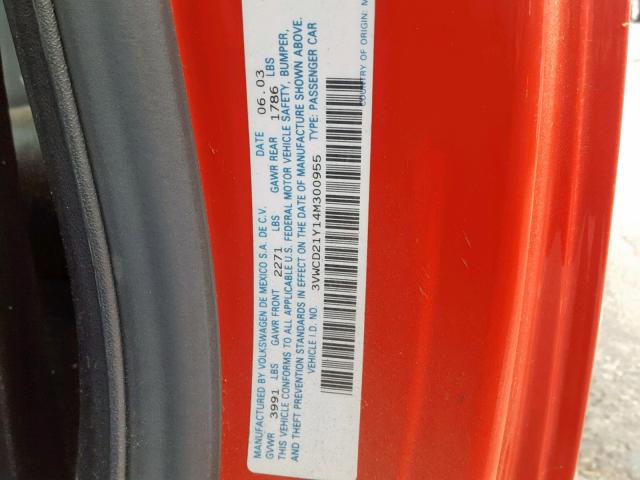 MANUFACTURED BY VOLKSWAGEN DE MEXICO S.A. DE C.V. DATE 06.03
GVWR 3991 LBS GAWR FRONT 2271 LBS GAWR REAR 1786 LBS
THIS VEHICLE CONFORMS TO ALL APPLICABLE U.S. FEDERAL MOTOR VEHICLE SAFETY, BUMPER,
AND THEFT PREVENTION STANDARDS IN EFFECT ON THE DATE OF MANUFACTURE SHOWN ABOVE.
VEHICLE I.D. NO. 3VWCD21Y14M300955 TYPE: PASSENGER CAR
COUNTRY OF ORIGIN: M